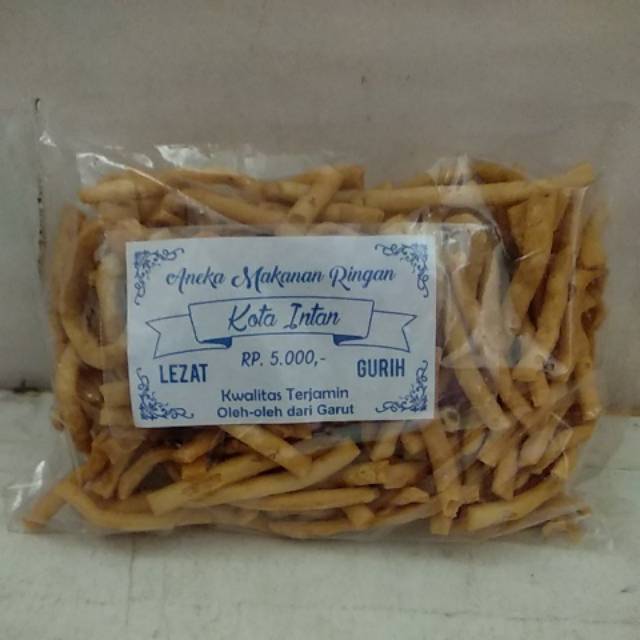 Aneka Makanan Ringan
Kota Intan
RP. 5.000,-
LEZAT
GURIH
Kwalitas Terjamin
Oleh-oleh dari Garut